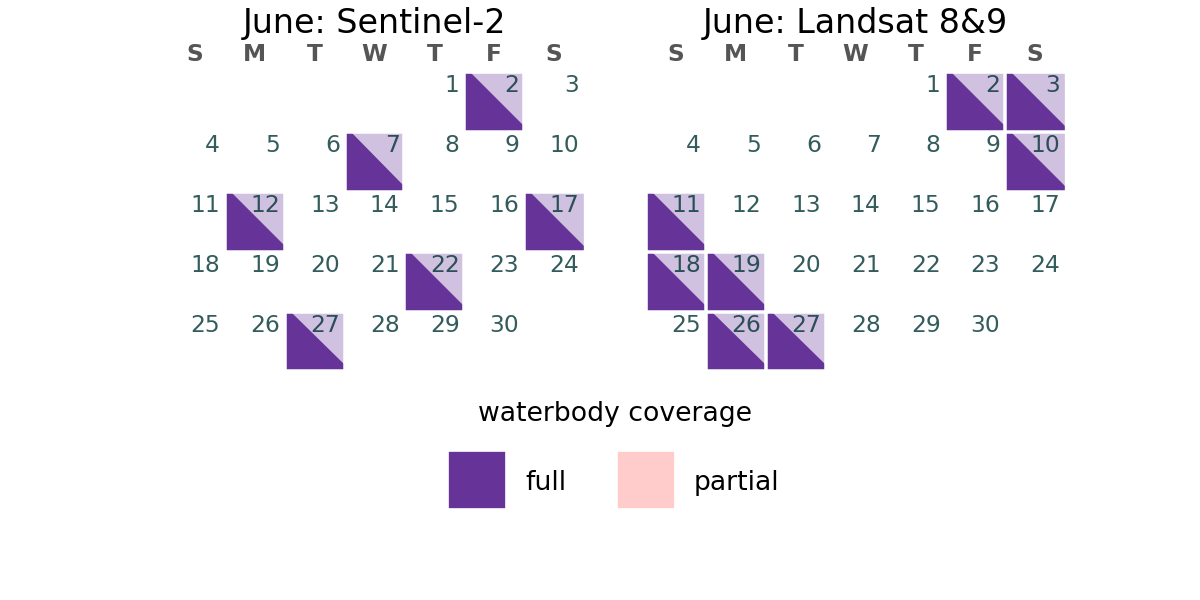 June: Sentinel-2
S M T W T F S
1 2 3
4 5 6 7 8 9 10
11 12 13 14 15 16 17
18 19 20 21 22 23 24
25 26 27 28 29 30
June: Landsat 8&9
S M T W T F S
1 2 3
4 5 6 7 8 9 10
11 12 13 14 15 16 17
18 19 20 21 22 23 24
25 26 27 28 29 30
waterbody coverage
full partial